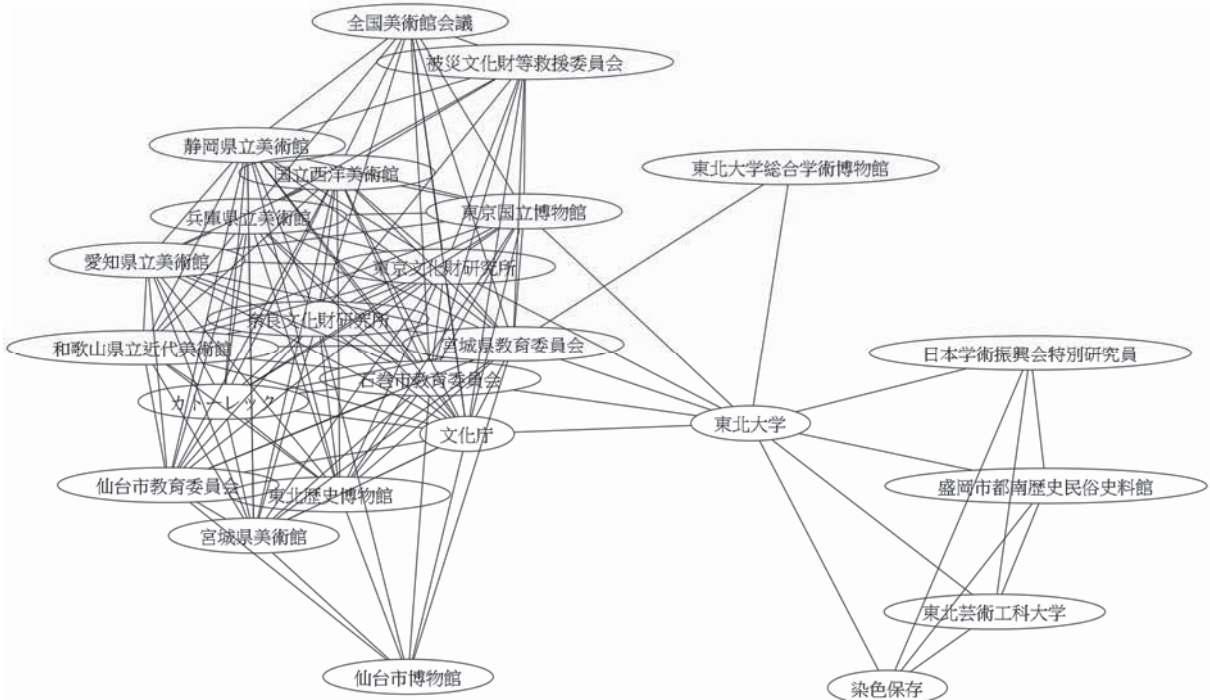 全国美術館会議
被災文化財等救援委員会
静岡県立美術館
東北大学総合学術博物館
国立西洋美術館
兵庫県立美術館
東京国立博物館
愛知県立美術館
東京文化財研究所
奈良文化財研究所
宮城県教育委員会
和歌山県立近代美術館
日本学術振興会特別研究員
石巻市教育委員会
カトーレック
東北大学
文化庁
仙台市教育委員会
東北歴史博物館
盛岡市都南歴史民俗史料館
宮城県美術館
東北芸術工科大学
仙台市博物館
染色保存